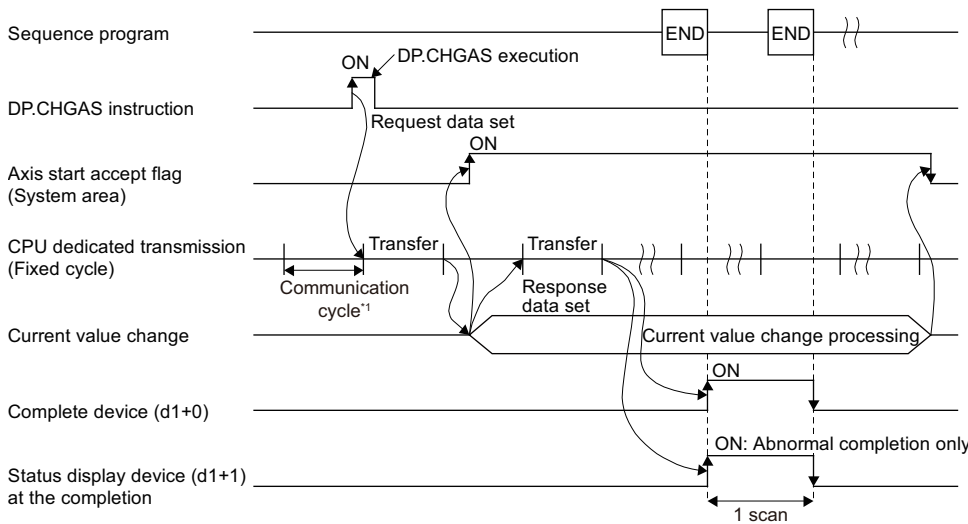 Sequence program
END
END
ON
DP.CHGAS execution
DP.CHGAS instruction
Request data set
ON
Axis start accept flag
(System area)
CPU dedicated transmission
(Fixed cycle)
Transfer
Transfer
Communication
cycle*1
Response
data set
Current value change
Current value change processing
ON
Complete device (d1+0)
ON: Abnormal completion only
Status display device (d1+1)
at the completion
1 scan